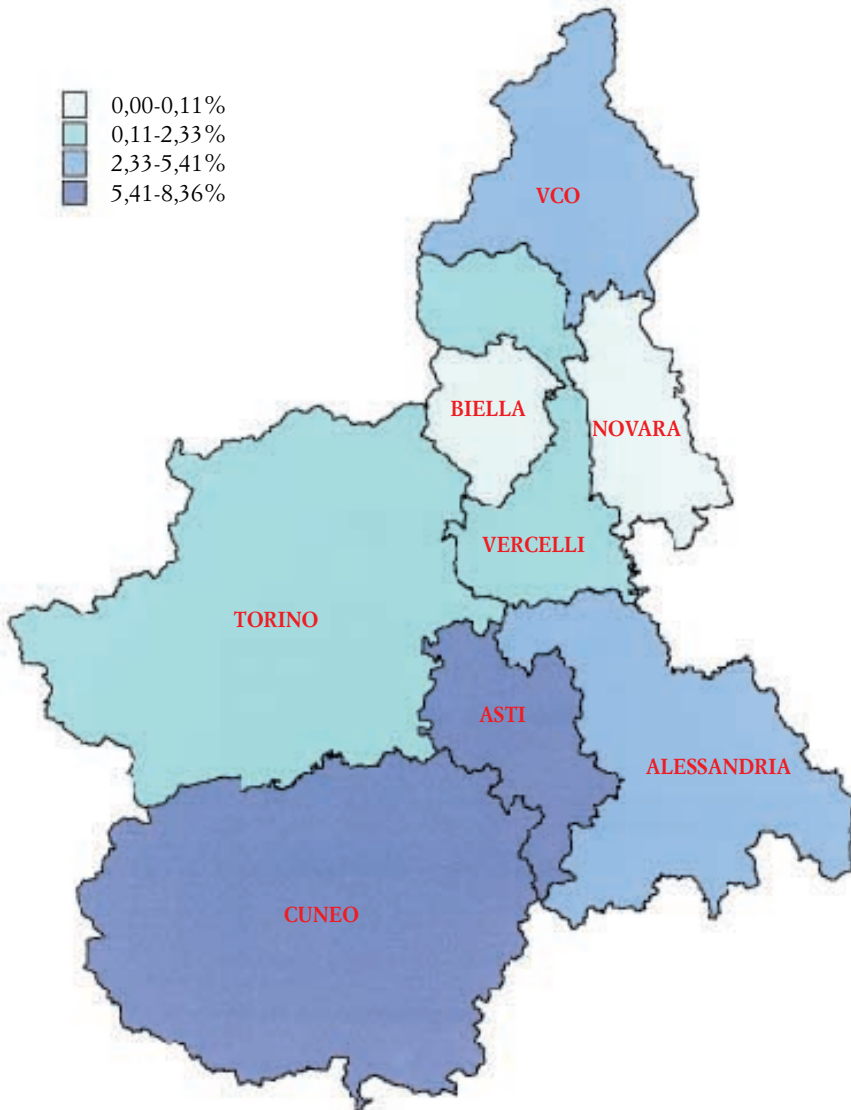 0,00-0,11%
0,11-2,33%
2,33-5,41%
5,41-8,36%
VCO
BIELLA
NOVARA
VERCELLI
TORINO
ASTI
ALESSANDRIA
CUNEO